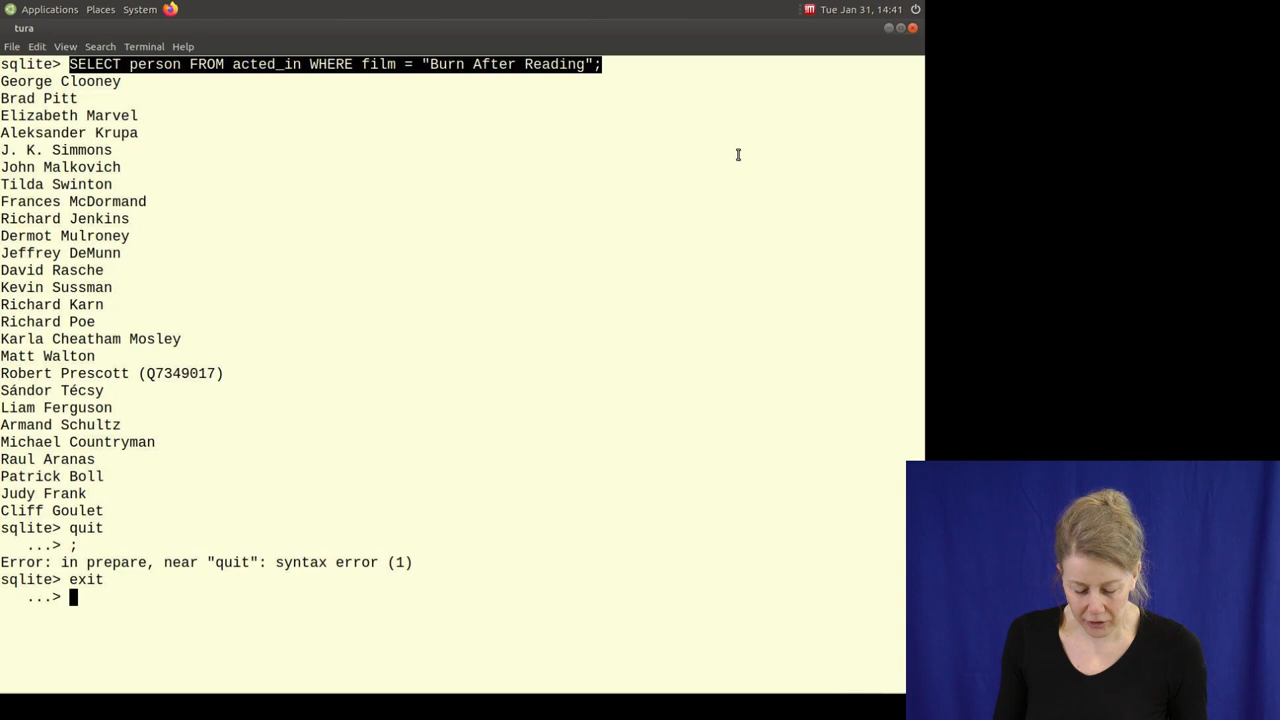 Applications Places System Tue Jan 31, 14:41
tura
File Edit View Search Terminal Help
sqlite> SELECT person FROM acted_in WHERE film = "Burn After Reading";
George Clooney
Brad Pitt
Elizabeth Marvel
Aleksander Krupa
J. K. Simmons
John Malkovich
Tilda Swinton
Frances McDormand
Richard Jenkins
Dermot Mulroney
Jeffrey DeMunn
David Rasche
Kevin Sussman
Richard Karn
Richard Poe
Karla Cheatham Mosley
Matt Walton
Robert Prescott (Q7349017)
Sándor Técsy
Liam Ferguson
Armand Schultz
Michael Countryman
Raul Aranas
Patrick Boll
Judy Frank
Cliff Goulet
sqlite> quit
...> ;
Error: in prepare, near "quit": syntax error (1)
sqlite> exit
...>